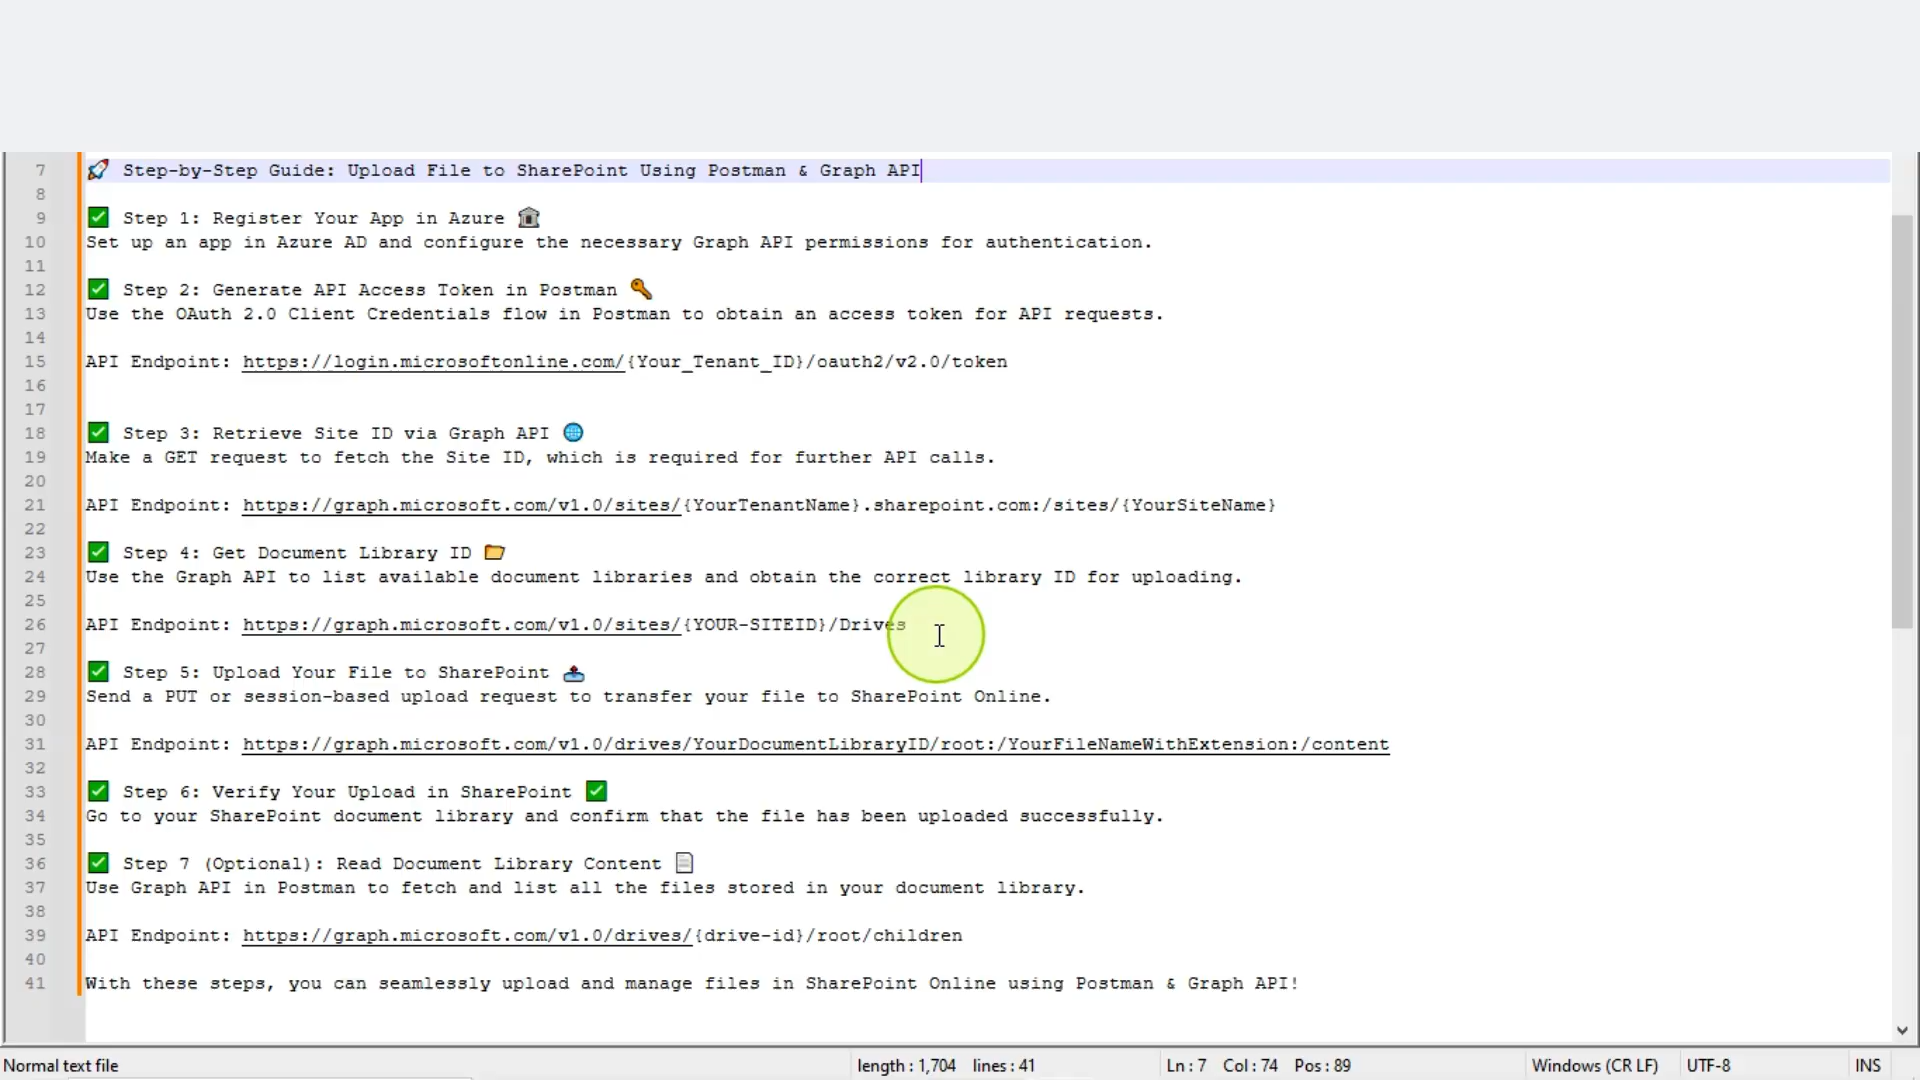 7 🚀 Step-by-Step Guide: Upload File to SharePoint Using Postman & Graph API
8
9 ✅ Step 1: Register Your App in Azure 🏛️
10 Set up an app in Azure AD and configure the necessary Graph API permissions for authentication.
11
12 ✅ Step 2: Generate API Access Token in Postman 🔑
13 Use the OAuth 2.0 Client Credentials flow in Postman to obtain an access token for API requests.
14
15 API Endpoint: https://login.microsoftonline.com/{Your_Tenant_ID}/oauth2/v2.0/token
16
17
18 ✅ Step 3: Retrieve Site ID via Graph API 🌐
19 Make a GET request to fetch the Site ID, which is required for further API calls.
20
21 API Endpoint: https://graph.microsoft.com/v1.0/sites/{YourTenantName}.sharepoint.com:/sites/{YourSiteName}
22
23 ✅ Step 4: Get Document Library ID 📂
24 Use the Graph API to list available document libraries and obtain the correct library ID for uploading.
25
26 API Endpoint: https://graph.microsoft.com/v1.0/sites/{YOUR-SITEID}/Drives
27
28 ✅ Step 5: Upload Your File to SharePoint 📤
29 Send a PUT or session-based upload request to transfer your file to SharePoint Online.
30
31 API Endpoint: https://graph.microsoft.com/v1.0/drives/YourDocumentLibraryID/root:/YourFileNameWithExtension:/content
32
33 ✅ Step 6: Verify Your Upload in SharePoint ✅
34 Go to your SharePoint document library and confirm that the file has been uploaded successfully.
35
36 ✅ Step 7 (Optional): Read Document Library Content 📄
37 Use Graph API in Postman to fetch and list all the files stored in your document library.
38
39 API Endpoint: https://graph.microsoft.com/v1.0/drives/{drive-id}/root/children
40
41 With these steps, you can seamlessly upload and manage files in SharePoint Online using Postman & Graph API!
Normal text file length : 1,704 lines : 41 Ln : 7 Col : 74 Pos : 89 Windows (CR LF) UTF-8 INS